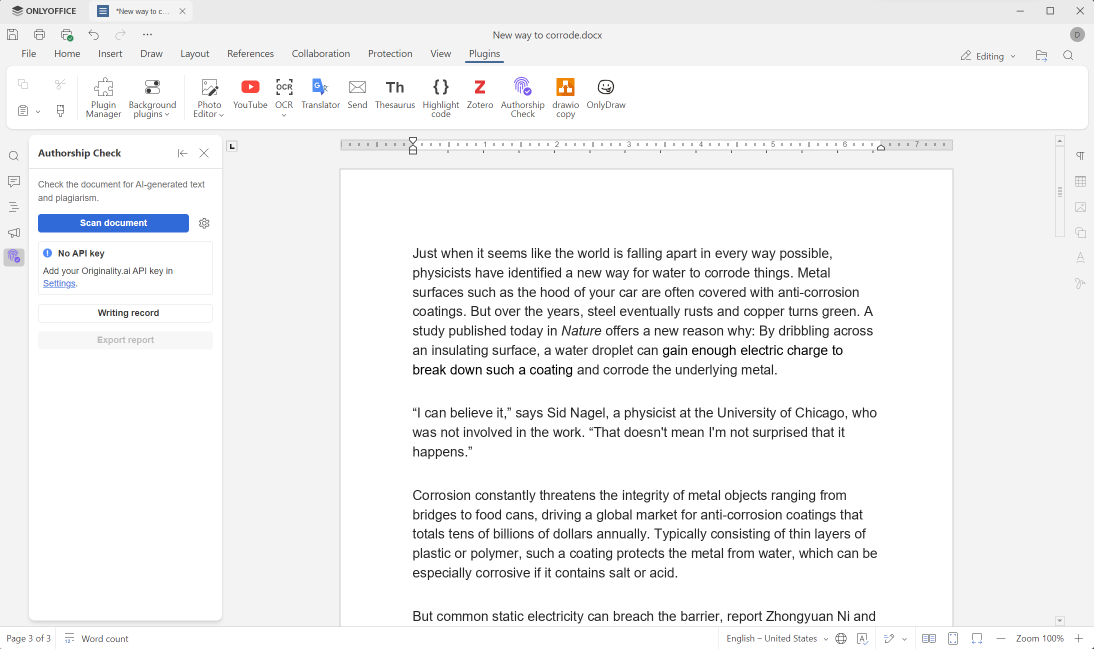 ONLYOFFICE
*New way to c...
New way to corrode.docx
D
File Home Insert Draw Layout References Collaboration Protection View Plugins
Editing
Plugin Manager
Background plugins
Photo Editor
YouTube
OCR
OCR
Translator
Send
Th
Thesaurus
Highlight code
Z
Zotero
Authorship Check
drawio copy
OnlyDraw
Authorship Check
Check the document for AI-generated text
and plagiarism.
Scan document
No API key
Add your Originality.ai API key in
Settings.
Writing record
Export report
1 2 3 4 5 6 7
Just when it seems like the world is falling apart in every way possible,
physicists have identified a new way for water to corrode things. Metal
surfaces such as the hood of your car are often covered with anti-corrosion
coatings. But over the years, steel eventually rusts and copper turns green. A
study published today in Nature offers a new reason why: By dribbling across
an insulating surface, a water droplet can gain enough electric charge to
break down such a coating and corrode the underlying metal.
“I can believe it,” says Sid Nagel, a physicist at the University of Chicago, who
was not involved in the work. “That doesn't mean I'm not surprised that it
happens.”
Corrosion constantly threatens the integrity of metal objects ranging from
bridges to food cans, driving a global market for anti-corrosion coatings that
totals tens of billions of dollars annually. Typically consisting of thin layers of
plastic or polymer, such a coating protects the metal from water, which can be
especially corrosive if it contains salt or acid.
But common static electricity can breach the barrier, report Zhongyuan Ni and
Page 3 of 3
Word count
English – United States
Zoom 100%